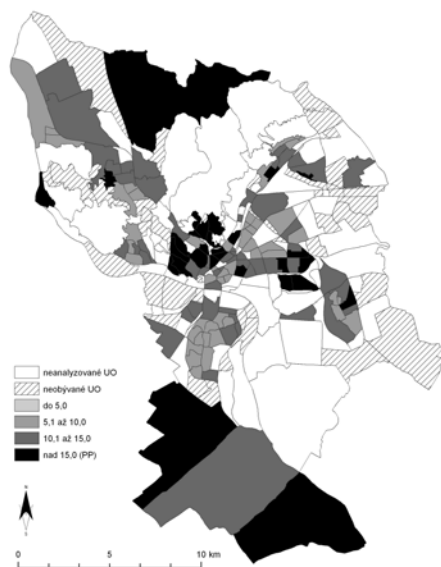 neanalyzované UO
neobývané UO
do 5,0
5,1 až 10,0
10,1 až 15,0
nad 15,0 (PP)
0 5 10 km